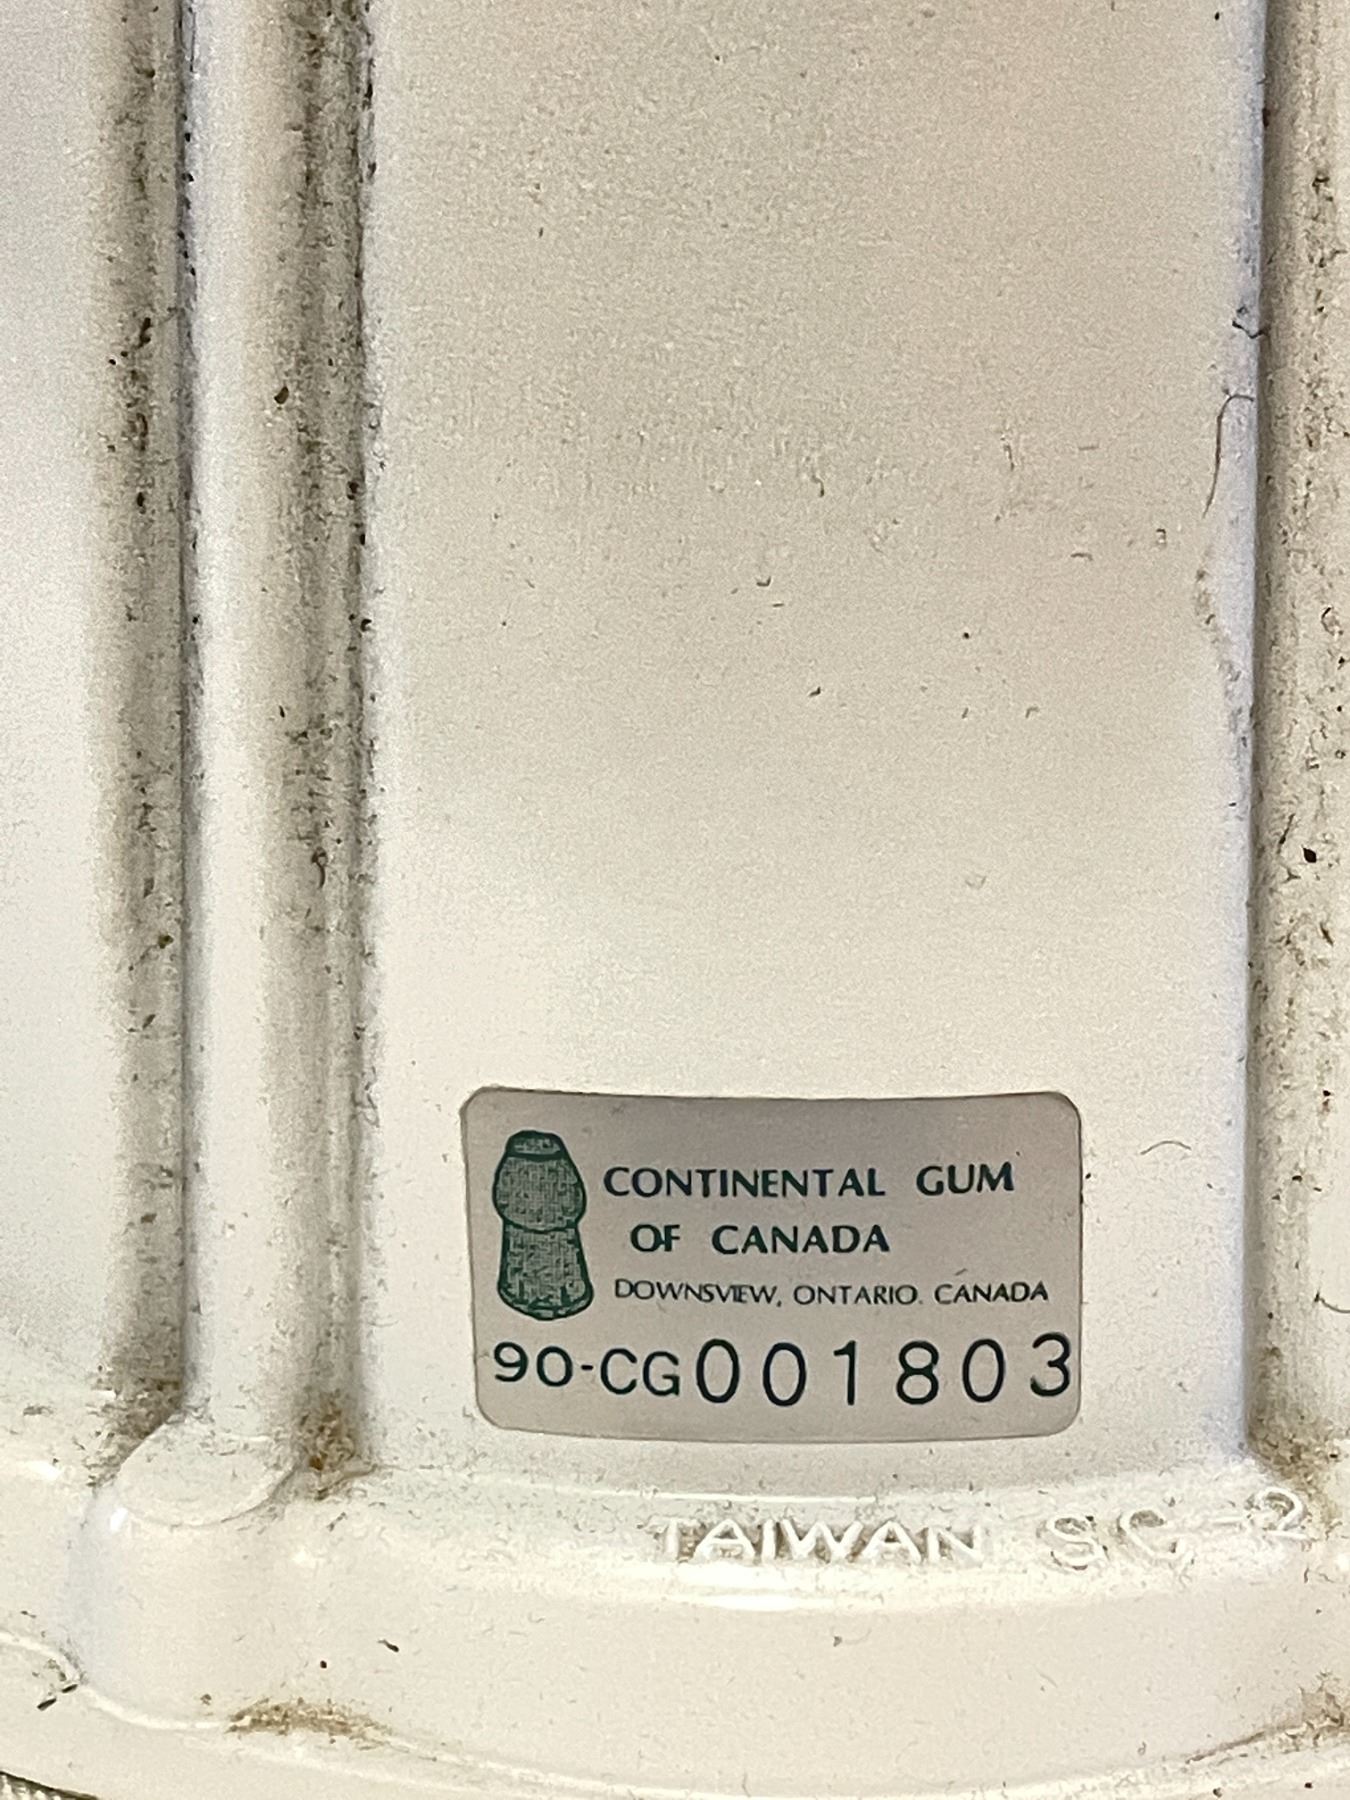 CONTINENTAL GUM
OF CANADA
DOWNSVIEW, ONTARIO. CANADA
90-CG001803
TAIWAN SC-2